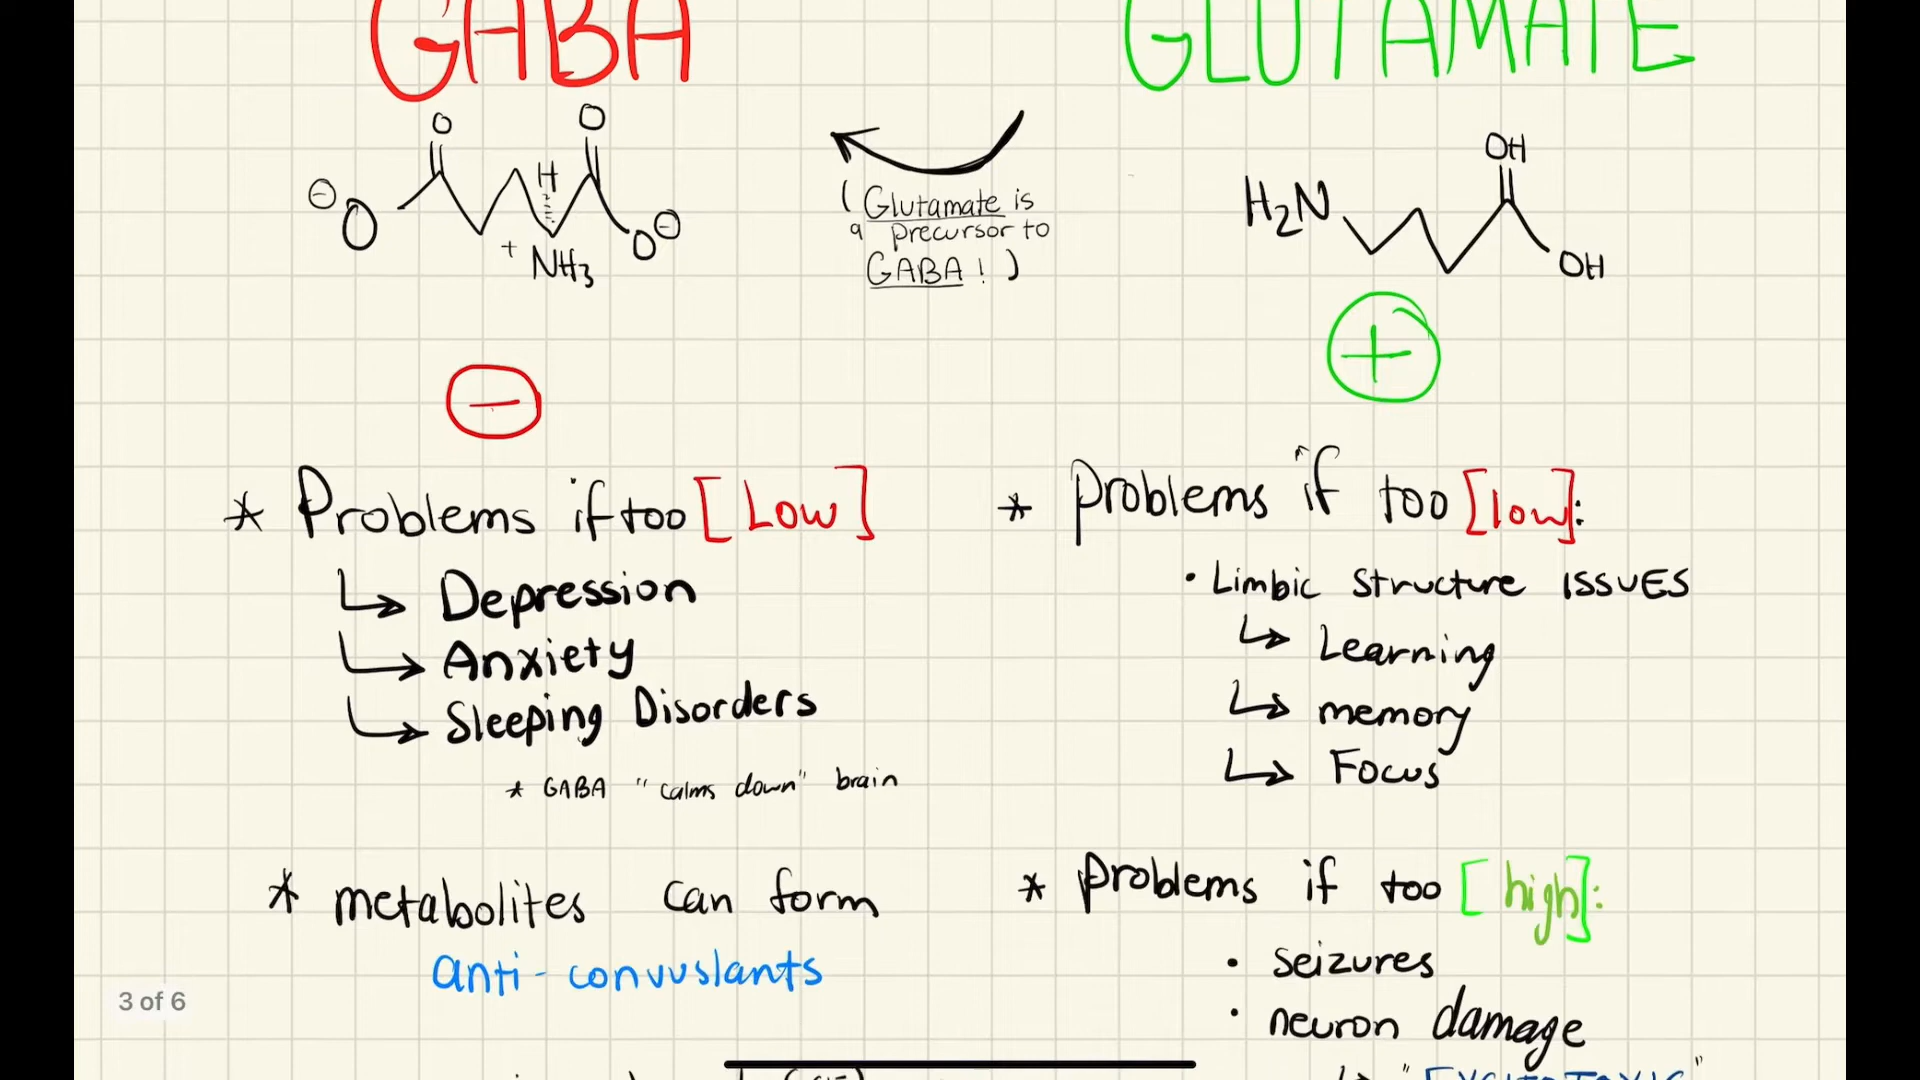 GABA
GLUTAMATE
O
O
H
⊖
O
+
NH3
O
⊖
(Glutamate is
a precursor to
GABA!)
OH
H2N
OH
+
−
* Problems if too [Low]
↳ Depression
↳ Anxiety
↳ Sleeping Disorders
* GABA "calms down" brain
* metabolites can form
anti-convuslants
* Problems if too [low]:
• Limbic Structure ISSUES
↳ Learning
↳ memory
↳ Focus
* Problems if too [high]:
• Seizures
• neuron damage
3 of 6